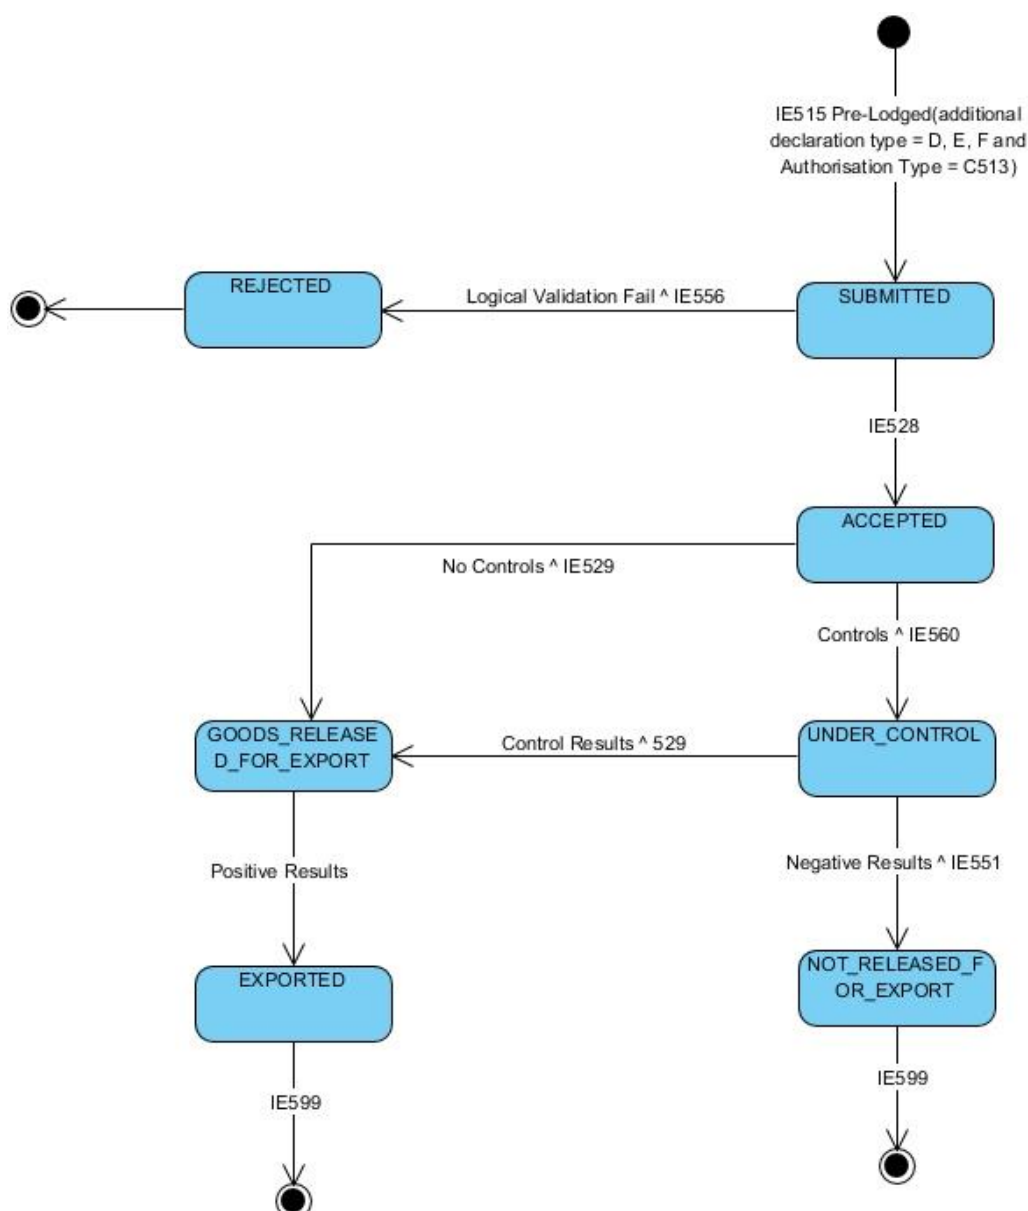 IE515 Pre-Lodged(additional
declaration type = D, E, F and
Authorisation Type = C513)
REJECTED
Logical Validation Fail ^ IE556
SUBMITTED
IE528
ACCEPTED
No Controls ^ IE529
Controls ^ IE560
GOODS_RELEASE
D_FOR_EXPORT
Control Results ^ 529
UNDER_CONTROL
Positive Results
Negative Results ^ IE551
EXPORTED
NOT_RELEASED_F
OR_EXPORT
IE599
IE599